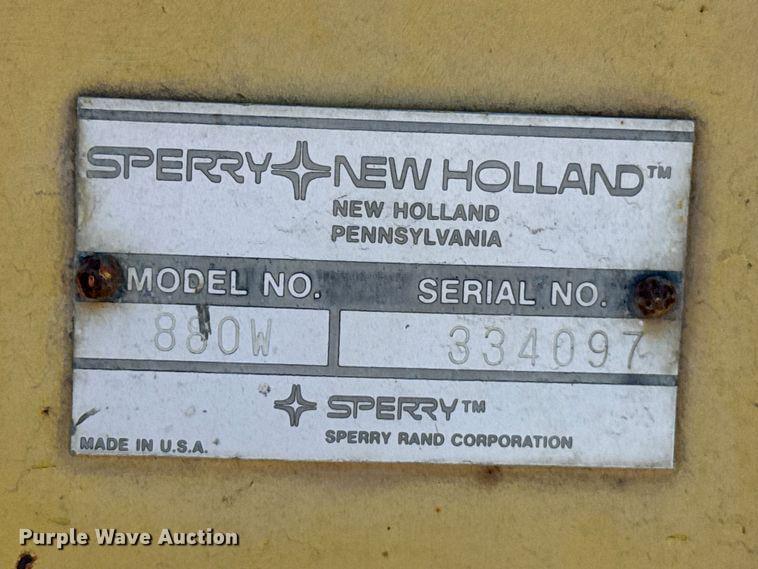 SPERRY NEW HOLLAND™
NEW HOLLAND
PENNSYLVANIA
MODEL NO. SERIAL NO.
880W 334097
SPERRY™
SPERRY RAND CORPORATION
MADE IN U.S.A.
Purple Wave Auction